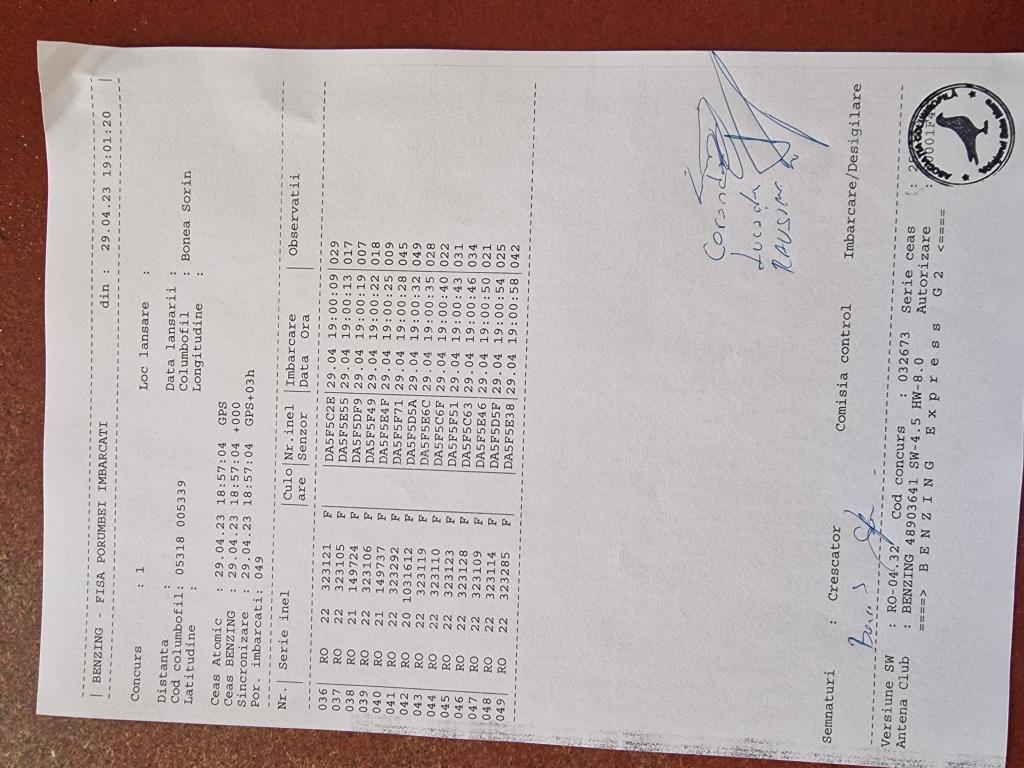 | BENZING - FISA PORUMBEI IMBARCATI din : 29.04.23 19:01:20 |
Concurs : 1 Loc lansare :
Distanta : Data lansarii :
Cod columbofil: 05318 005339 Columbofil : Bonea Sorin
Latitudine : Longitudine :
Ceas Atomic : 29.04.23 18:57:04 GPS
Ceas BENZING : 29.04.23 18:57:04 +000
Sincronizare : 29.04.23 18:57:04 GPS+03h
Por. imbarcati: 049
Nr.| Serie inel |Culo|Nr.inel |Imbarcare | Observatii
| |are |Senzor |Data Ora |
036| RO 22 323121 F | |DA5F5C2E|29.04 19:00:09|029
037| RO 22 323105 F | |DA5F5E55|29.04 19:00:13|017
038| RO 21 149724 F | |DA5F5DF9|29.04 19:00:19|007
039| RO 22 323106 F | |DA5F5F49|29.04 19:00:22|018
040| RO 21 149737 F | |DA5F5E4F|29.04 19:00:25|009
041| RO 22 323292 F | |DA5F5F71|29.04 19:00:28|045
042| RO 20 1031612 F | |DA5F5D5A|29.04 19:00:32|049
043| RO 22 323119 F | |DA5F5E6C|29.04 19:00:35|028
044| RO 22 323110 F | |DA5F5C6F|29.04 19:00:40|022
045| RO 22 323123 F | |DA5F5F51|29.04 19:00:43|031
046| RO 22 323128 F | |DA5F5C63|29.04 19:00:46|034
047| RO 22 323109 F | |DA5F5E46|29.04 19:00:50|021
048| RO 22 323114 F | |DA5F5D5F|29.04 19:00:54|025
049| RO 22 323285 F | |DA5F5E38|29.04 19:00:58|042
Semnaturi : Crescator Comisia control Imbarcare/Desigilare
Versiune SW : RO-04.32 Cod concurs : 032673 Serie ceas
Antena Club : BENZING 48903641 SW-4.5 HW-8.0 Autorizare
====> B E N Z I N G E X p r e s s G 2 <====